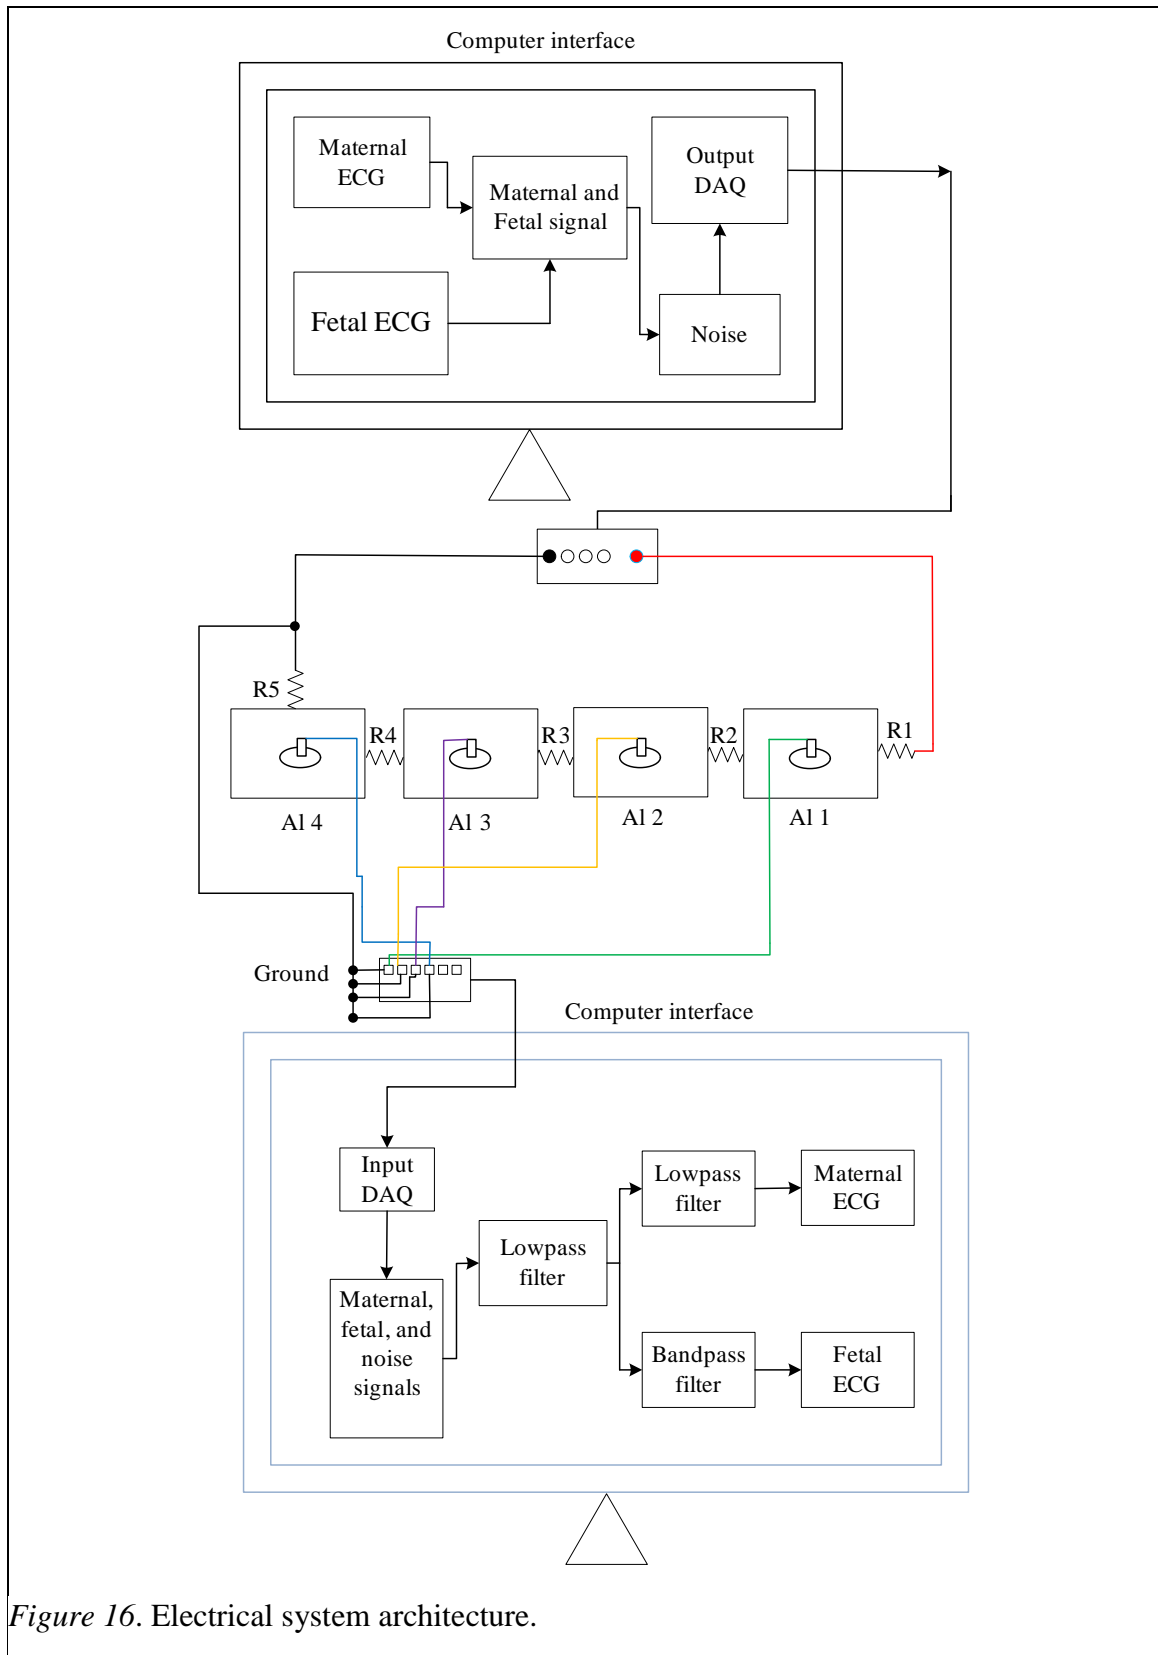 Computer interface
Maternal
ECG
Maternal and
Fetal signal
Output
DAQ
Fetal ECG
Noise
R5
R4
R3
R2
R1
Al 4
Al 3
Al 2
Al 1
Ground
Computer interface
Input
DAQ
Maternal,
fetal, and
noise
signals
Lowpass
filter
Lowpass
filter
Maternal
ECG
Bandpass
filter
Fetal
ECG
Figure 16. Electrical system architecture.